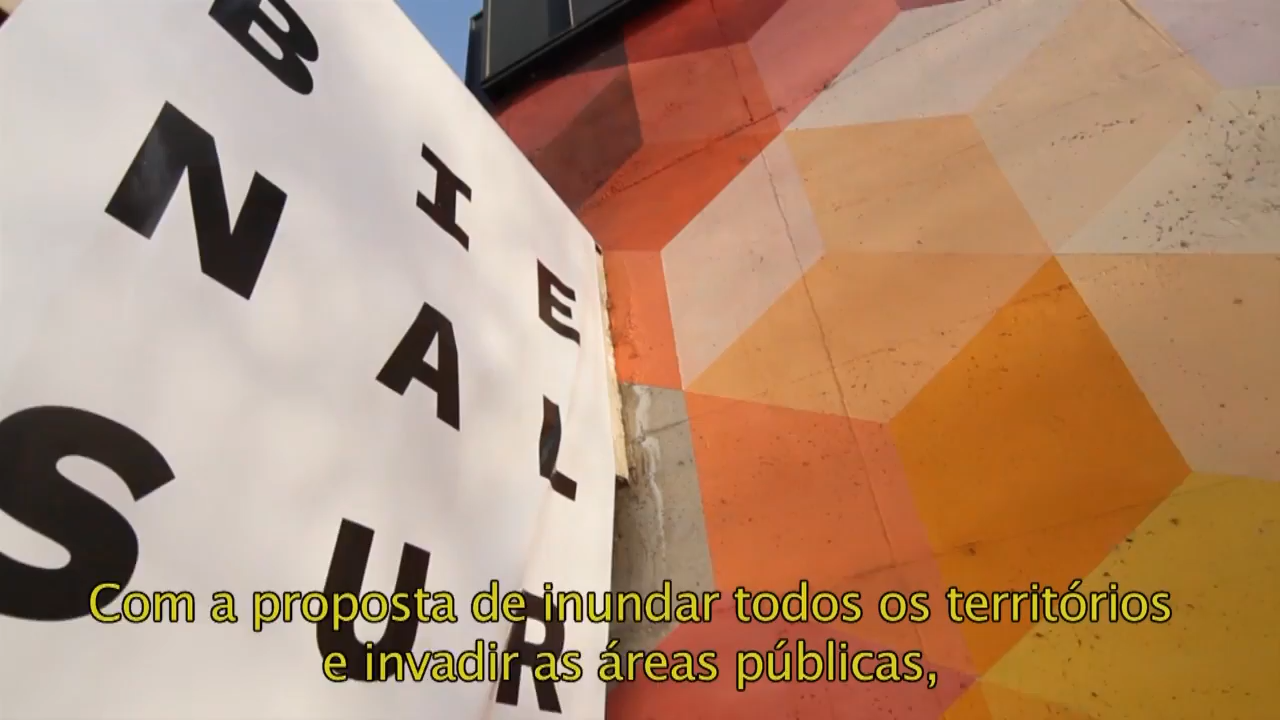 B I E
N A L
S U R
Com a proposta de inundar todos os territórios
e invadir as áreas públicas,